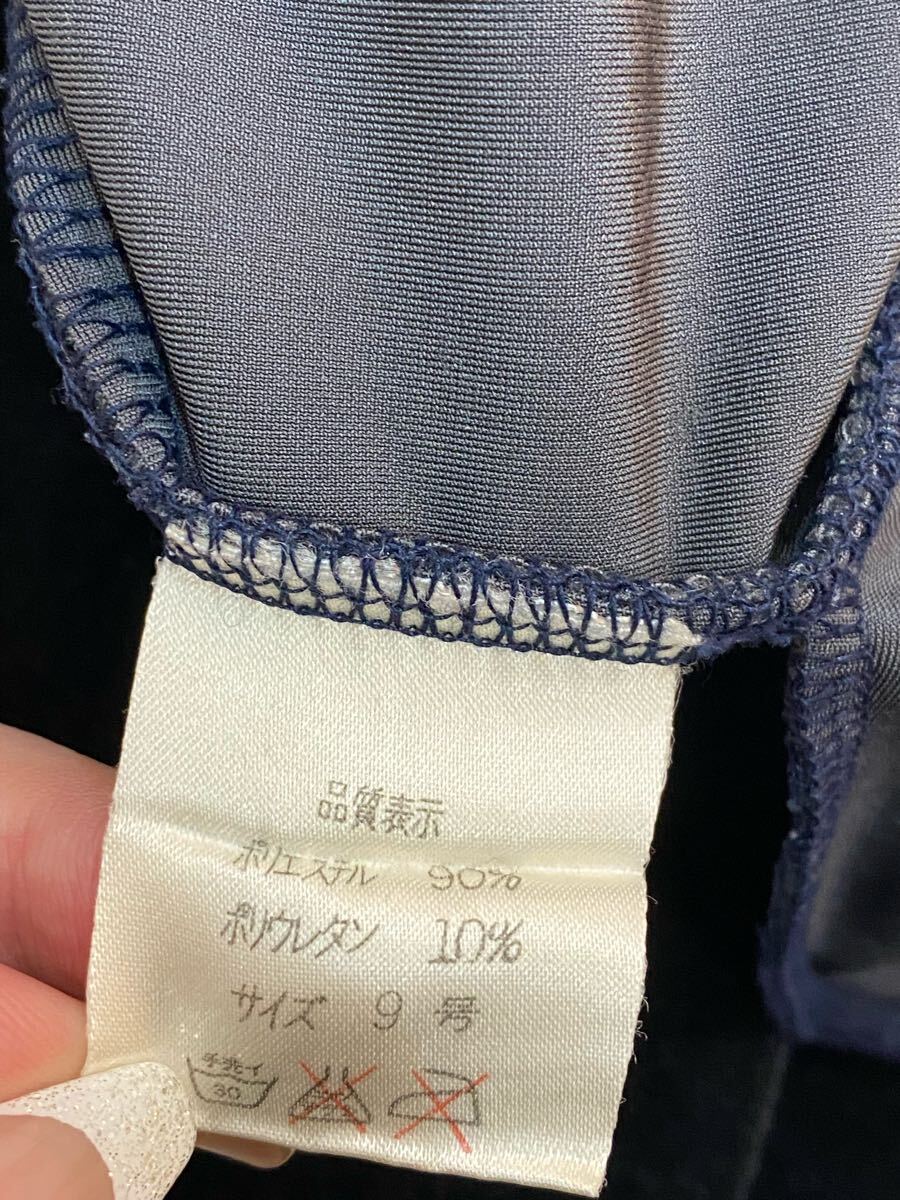 品質表示
ポリエステル 90%
ポリウレタン 10%
サイズ 9 号
手洗イ
30